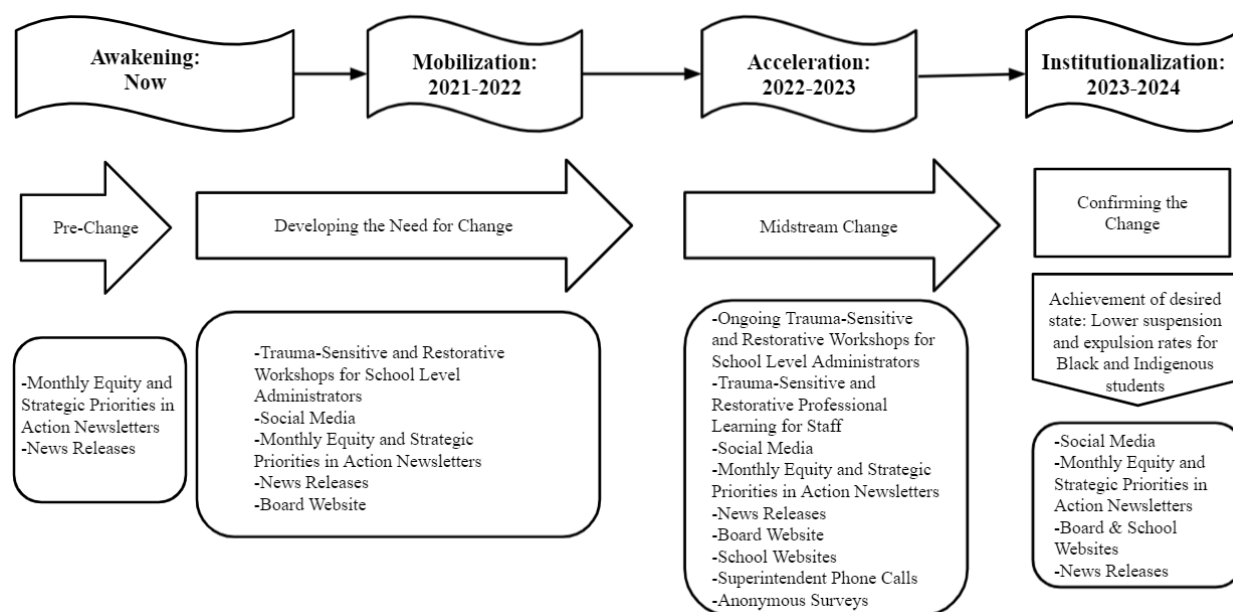 Awakening:
Now
Mobilization:
2021-2022
Acceleration:
2022-2023
Institutionalization:
2023-2024
Pre-Change
Developing the Need for Change
Midstream Change
Confirming the
Change
Achievement of desired
state: Lower suspension
and expulsion rates for
Black and Indigenous
students
-Monthly Equity and
Strategic Priorities in
Action Newsletters
-News Releases
-Trauma-Sensitive and Restorative
Workshops for School Level
Administrators
-Social Media
-Monthly Equity and Strategic
Priorities in Action Newsletters
-News Releases
-Board Website
-Ongoing Trauma-Sensitive
and Restorative Workshops for
School Level Administrators
-Trauma-Sensitive and
Restorative Professional
Learning for Staff
-Social Media
-Monthly Equity and Strategic
Priorities in Action Newsletters
-News Releases
-Board Website
-School Websites
-Superintendent Phone Calls
-Anonymous Surveys
-Social Media
-Monthly Equity and
Strategic Priorities in
Action Newsletters
-Board & School
Websites
-News Releases